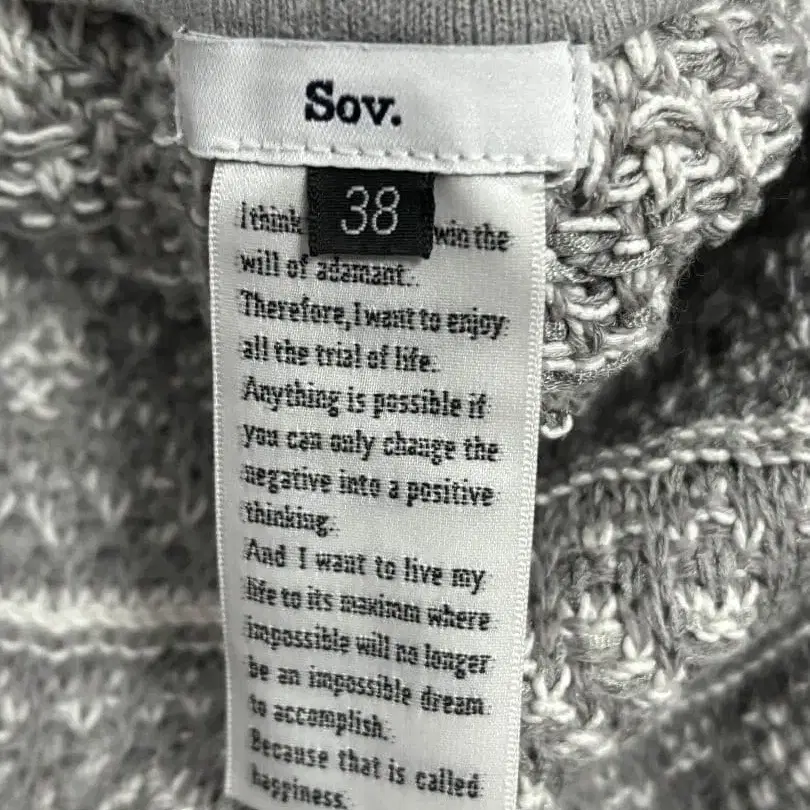 Sov.
38
I think win the
will of adamant.
Therefore,I want to enjoy
all the trial of life.
Anything is possible if
you can only change the
negative into a positive
thinking.
And I want to live my
life to its maximm where
impossible will no longer
be an impossible dream
to accomplish.
Because that is called
happiness.